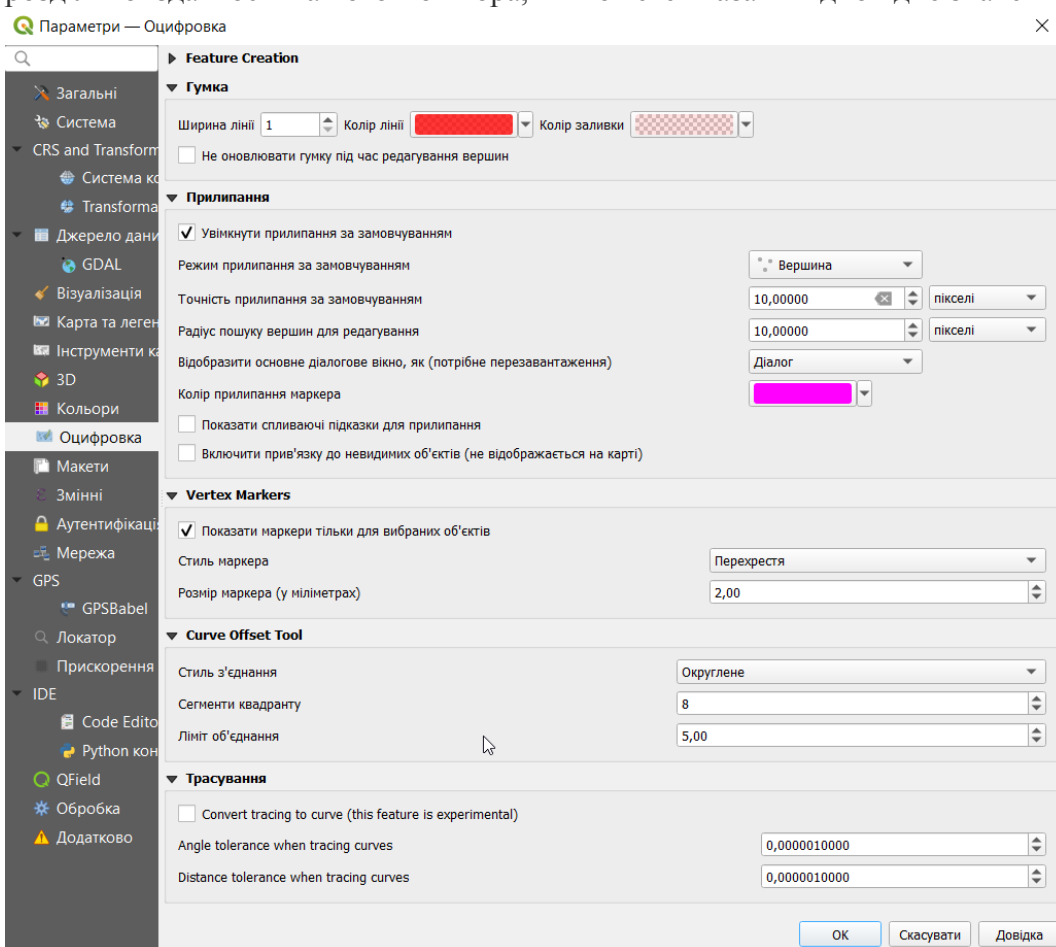 Параметри — Оцифровка
Загальні
Система
CRS and Transform
Система ко
Transforma
Джерело дани
GDAL
Візуалізація
Карта та леген
Інструменти ка
3D
Кольори
Оцифровка
Макети
Змінні
Аутентифікаці
Мережа
GPS
GPSBabel
Локатор
Прискорення
IDE
Code Edito
Python кон
QField
Обробка
Додатково
Feature Creation
Гумка
Ширина лінії 1 Колір лінії Колір заливки
Не оновлювати гумку під час редагування вершин
Прилипання
Увімкнути прилипання за замовчуванням
Режим прилипання за замовчуванням Вершина
Точність прилипання за замовчуванням 10,00000 пікселі
Радіус пошуку вершин для редагування 10,00000 пікселі
Відобразити основне діалогове вікно, як (потрібне перезавантаження) Діалог
Колір прилипання маркера
Показати спливаючі підказки для прилипання
Включити прив'язку до невидимих об'єктів (не відображається на карті)
Vertex Markers
Показати маркери тільки для вибраних об'єктів
Стиль маркера Перехрестя
Розмір маркера (у міліметрах) 2,00
Curve Offset Tool
Стиль з'єднання Округлене
Сегменти квадранту 8
Ліміт об'єднання 5,00
Трасування
Convert tracing to curve (this feature is experimental)
Angle tolerance when tracing curves 0,0000010000
Distance tolerance when tracing curves 0,0000010000
ОК Скасувати Довідка